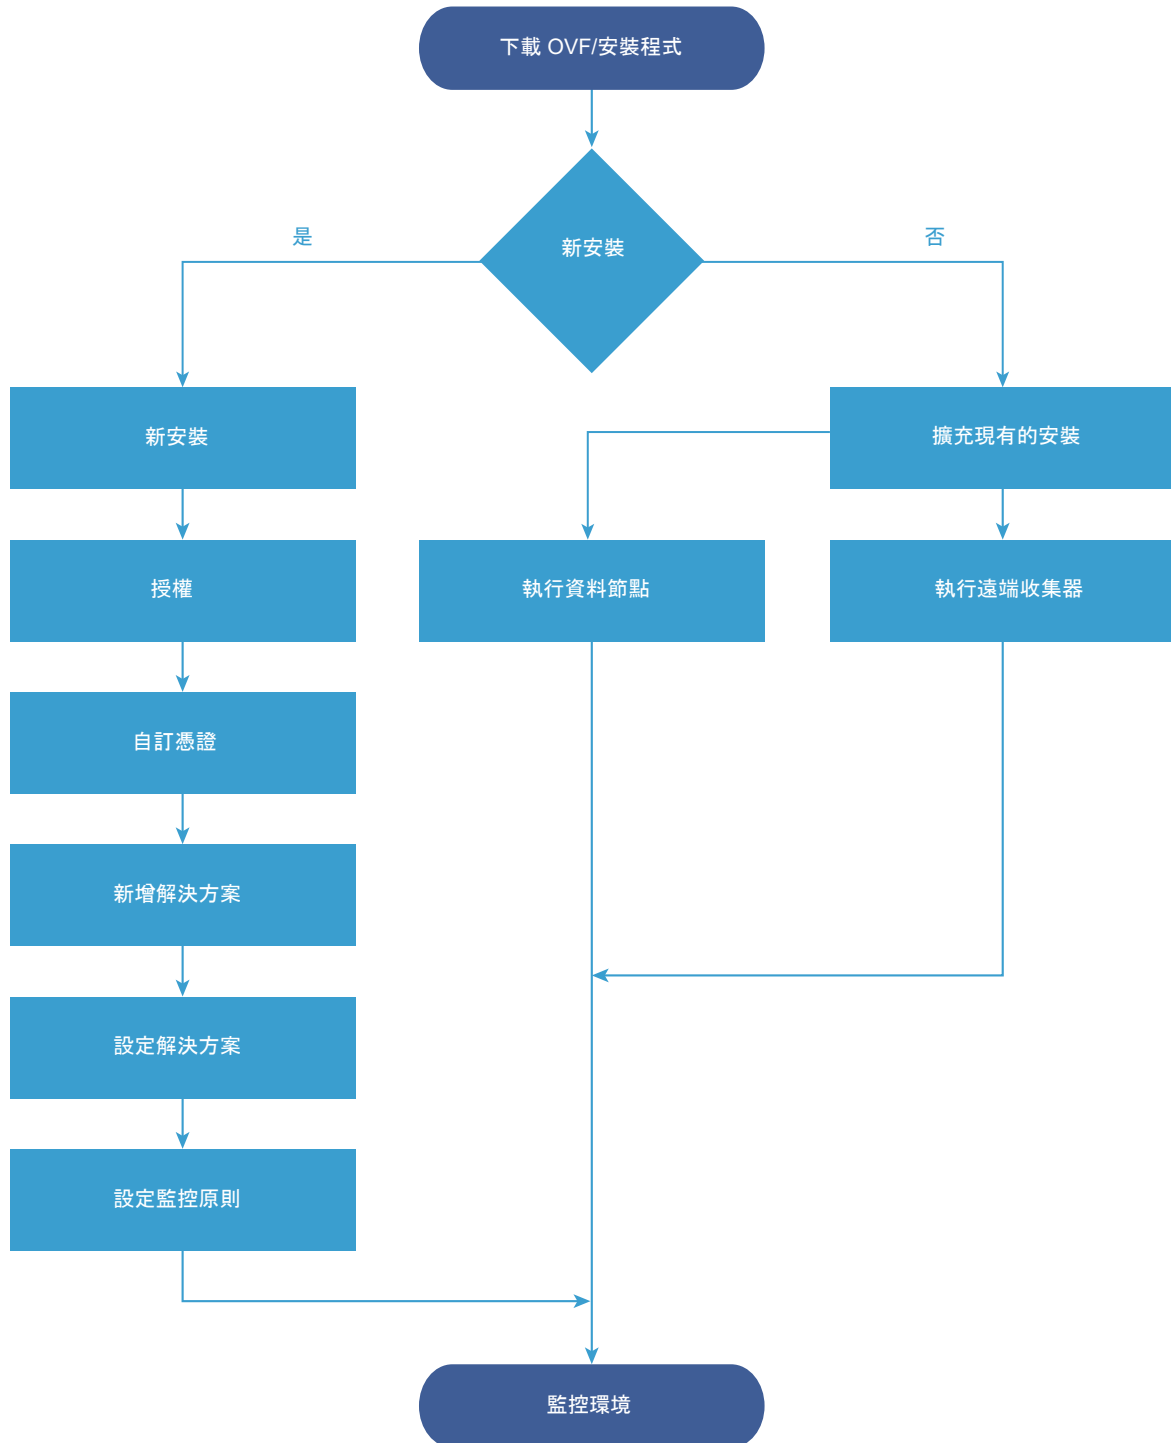 下載 OVF/安裝程式
新安裝
是
否
新安裝
擴充現有的安裝
授權
執行資料節點
執行遠端收集器
自訂憑證
新增解決方案
設定解決方案
設定監控原則
監控環境